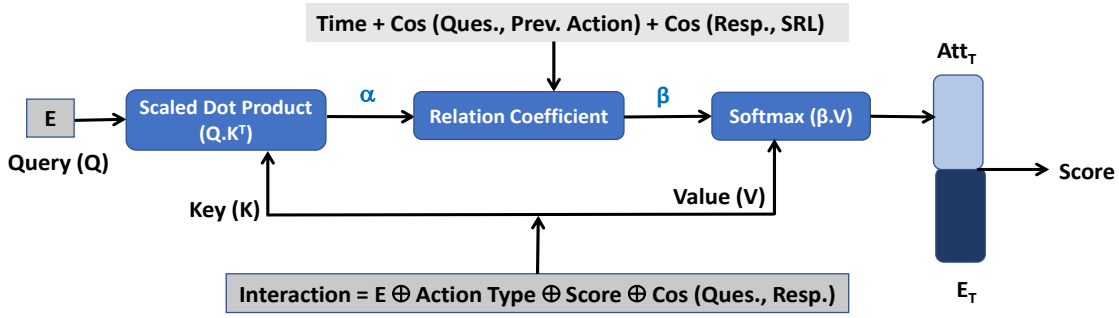 Time + Cos (Ques., Prev. Action) + Cos (Resp., SRL)
Att_T
E
Scaled Dot Product
(Q.K^T)
α
Relation Coefficient
β
Softmax (β.V)
Query (Q)
Score
Key (K)
Value (V)
Interaction = E ⊕ Action Type ⊕ Score ⊕ Cos (Ques., Resp.)
E_T